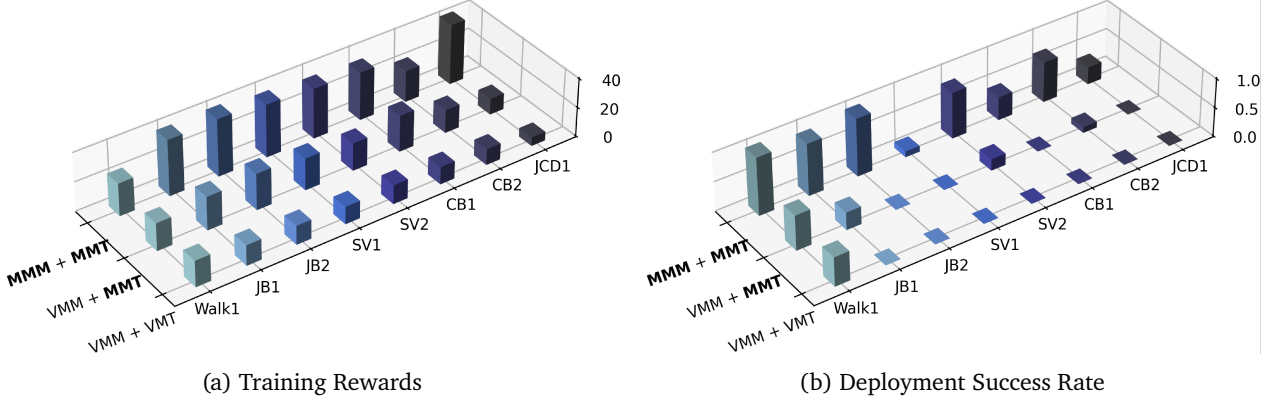 40
20
0
JCD1
CB2
CB1
SV2
SV1
JB2
JB1
Walk1
MMM + MMT
VMM + MMT
VMM + VMT
(a) Training Rewards
1.0
0.5
0.0
JCD1
CB2
CB1
SV2
SV1
JB2
JB1
Walk1
MMM + MMT
VMM + MMT
VMM + VMT
(b) Deployment Success Rate